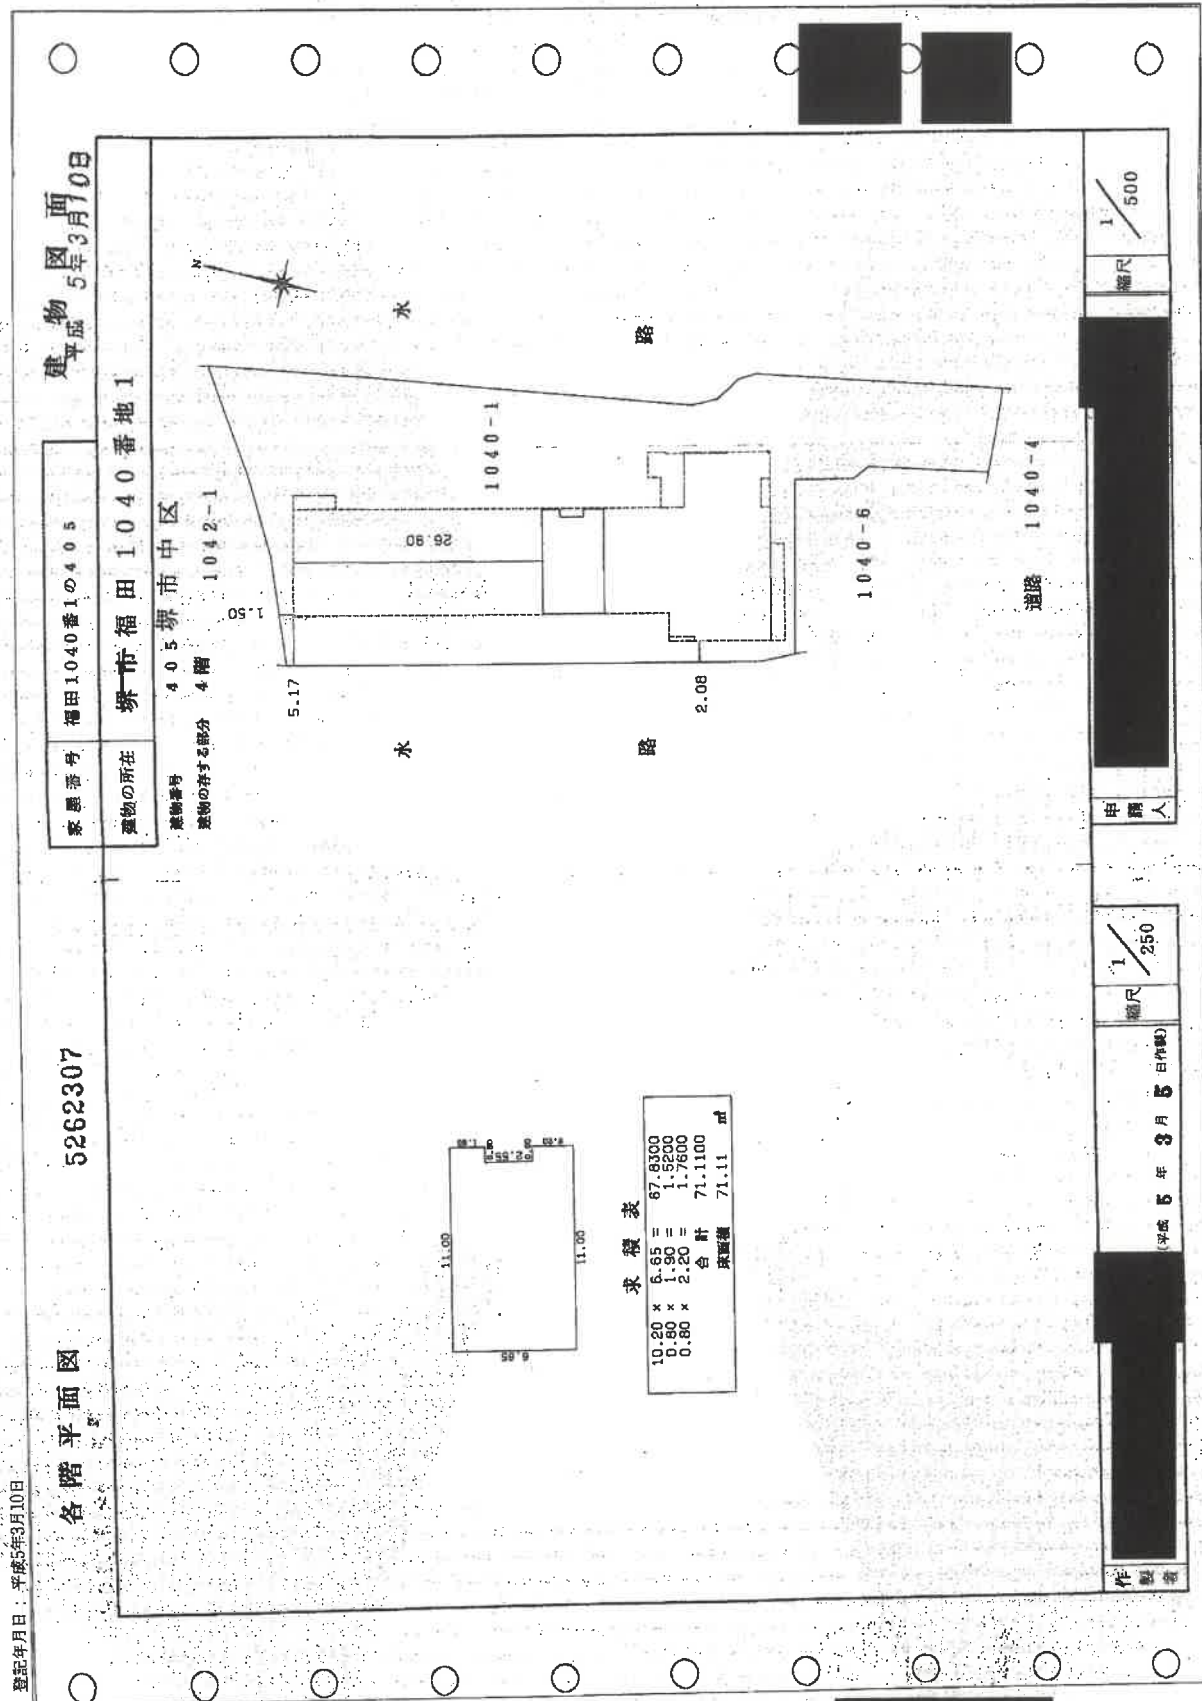 登記年月日：平成5年3月10日
各階平面図
5262307
建物図面
平成 5年3月10日
家屋番号 福田1040番1の405
建物の所在 堺市福田1040番地1
堺市中区
建物番号 405
建物の存する部分 4階
N
1042-1
1040-1
1040-6
1040-4
道路
水路
水路
1.50
26.90
5.17
2.08
11.00
11.00
6.65
2.55
求積表
10.20 × 6.65 = 67.8300
0.80 × 1.90 = 1.5200
0.80 × 2.20 = 1.7600
合計 71.1100
床面積 71.11 ㎡
作製者
(平成 5 年 3 月 5 日作製)
縮尺 1/250
申請人
縮尺 1/500